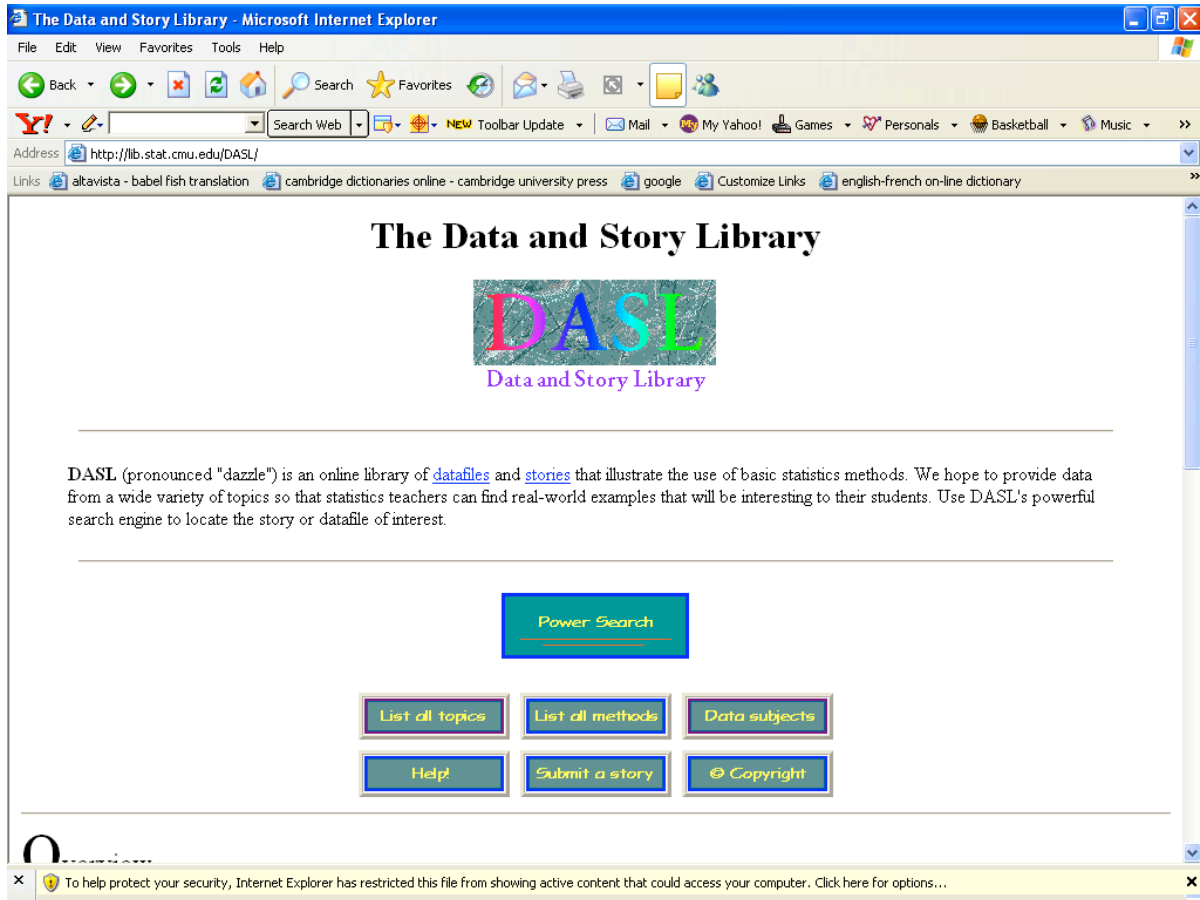 The Data and Story Library - Microsoft Internet Explorer
File Edit View Favorites Tools Help
Back Search Favorites
Y! Search Web NEW Toolbar Update Mail My My Yahoo! Games Personals Basketball Music »
Address http://lib.stat.cmu.edu/DASL/
Links altavista - babel fish translation cambridge dictionaries online - cambridge university press google Customize Links english-french on-line dictionary »
The Data and Story Library
DASL
Data and Story Library
DASL (pronounced "dazzle") is an online library of datafiles and stories that illustrate the use of basic statistics methods. We hope to provide data
from a wide variety of topics so that statistics teachers can find real-world examples that will be interesting to their students. Use DASL's powerful
search engine to locate the story or datafile of interest.
Power Search
List all topics List all methods Data subjects
Help! Submit a story © Copyright
Overview
To help protect your security, Internet Explorer has restricted this file from showing active content that could access your computer. Click here for options...